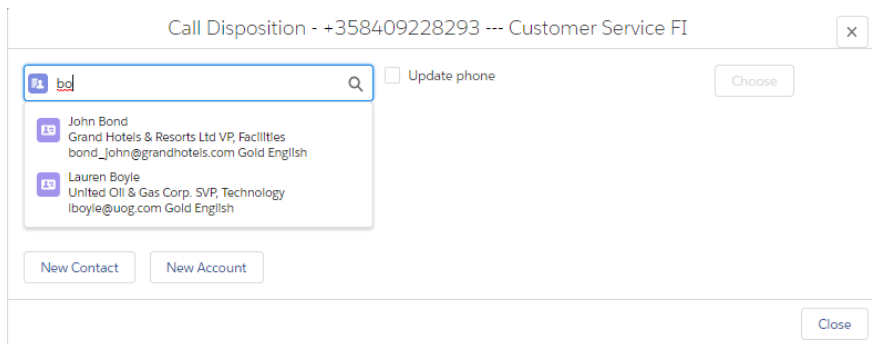 Call Disposition - +358409228293 --- Customer Service FI
bo
Update phone
Choose
John Bond
Grand Hotels & Resorts Ltd VP, Facilities
bond_john@grandhotels.com Gold English
Lauren Boyle
United Oil & Gas Corp. SVP, Technology
lboyle@uog.com Gold English
New Contact
New Account
Close